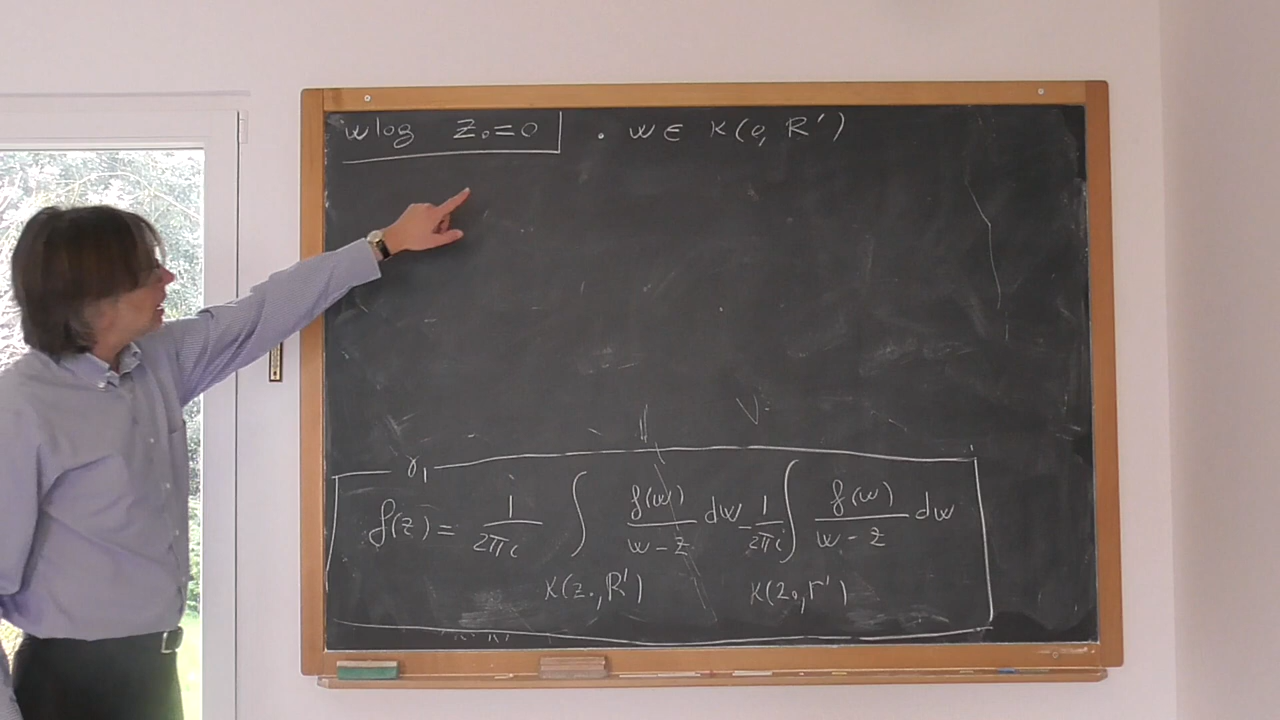 wlog z₀=0 . w∈ K(0, R')
γ₁
f(z) = 1/2πi ∫ f(w)/w-z dw - 1/2πi ∫ f(w)/w-z dw
K(z₀, R') K(z₀, r')